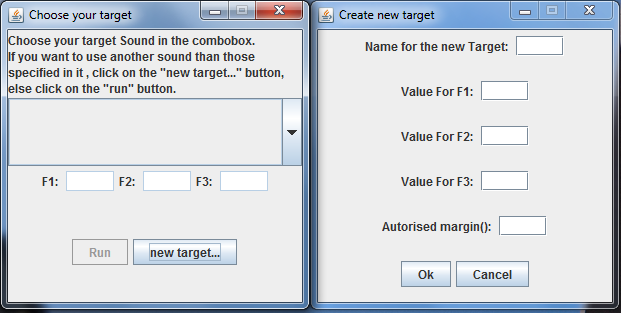 Choose your target
Choose your target Sound in the combobox.
If you want to use another sound than those
specified in it , click on the "new target..." button,
else click on the "run" button.
F1: F2: F3:
Run new target...
Create new target
Name for the new Target:
Value For F1:
Value For F2:
Value For F3:
Autorised margin():
Ok Cancel